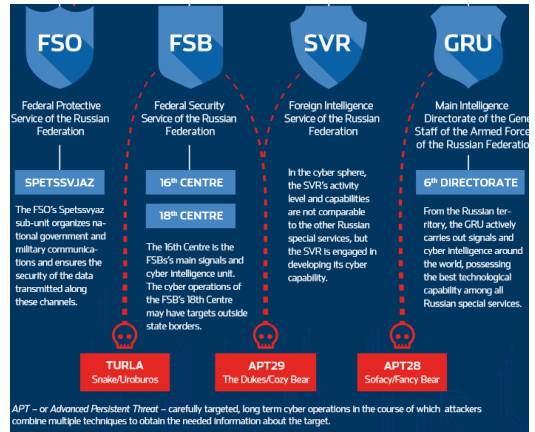 FSO
FSB
SVR
GRU
Federal Protective
Service of the Russian
Federation
Federal Security
Service of the Russian
Federation
Foreign Intelligence
Service of the Russian
Federation
Main Intelligence
Directorate of the Gene
Staff of the Armed Force
of the Russian Federatio
SPETSSVJAZ
The FSO's Spetssvyaz
sub-unit organizes na-
tional government and
military communica-
tions and ensures the
security of the data
transmitted along
these channels.
16th CENTRE
18th CENTRE
The 16th Centre is the
FSBs's main signals and
cyber intelligence unit.
The cyber operations of
the FSB's 18th Centre
may have targets outside
state borders.
In the cyber sphere,
the SVR's activity
level and capabilities
are not comparable
to the other Russian
special services, but
the SVR is engaged in
developing its cyber
capability.
6th DIRECTORATE
From the Russian ter-
ritory, the GRU actively
carries out signals and
cyber intelligence around
the world, possessing
the best technological
capability among all
Russian special services.
TURLA
Snake/Uroburos
APT29
The Dukes/Cozy Bear
APT28
Sofacy/Fancy Bear
APT – or Advanced Persistent Threat – carefully targeted, long term cyber operations in the course of which attackers
combine multiple techniques to obtain the needed information about the target.